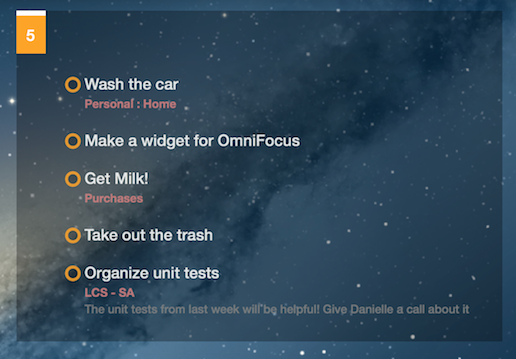 5
Wash the car
Personal : Home
Make a widget for OmniFocus
Get Milk!
Purchases
Take out the trash
Organize unit tests
LCS - SA
The unit tests from last week will be helpful! Give Danielle a call about it